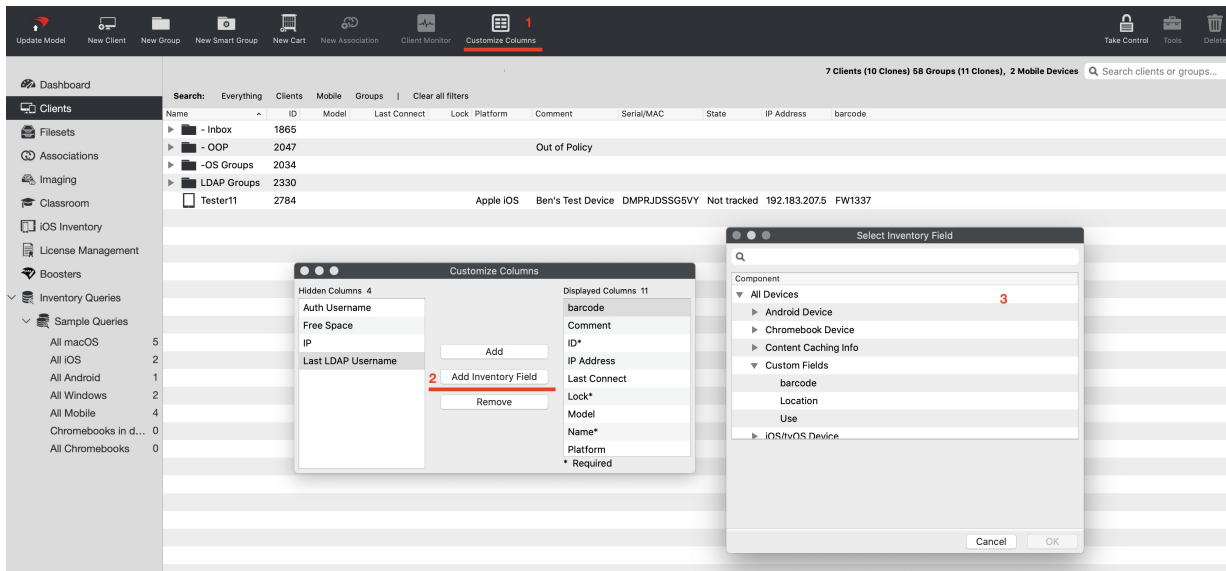 1
Update Model New Client New Group New Smart Group New Cart New Association Client Monitor Customize Columns Take Control Tools Delete
7 Clients (10 Clones) 58 Groups (11 Clones), 2 Mobile Devices Search clients or groups...
Dashboard
Clients
Filesets
Associations
Imaging
Classroom
iOS Inventory
License Management
Boosters
Inventory Queries
Sample Queries
All macOS 5
All iOS 2
All Android 1
All Windows 2
All Mobile 4
Chromebooks in d... 0
All Chromebooks 0
Search: Everything Clients Mobile Groups | Clear all filters
Name ID Model Last Connect Lock Platform Comment Serial/MAC State IP Address barcode
- Inbox 1865
- OOP 2047 Out of Policy
-OS Groups 2034
LDAP Groups 2330
Tester11 2784 Apple iOS Ben's Test Device DMPRJDSSG5VY Not tracked 192.183.207.5 FW1337
Customize Columns
Hidden Columns 4
Auth Username
Free Space
IP
Last LDAP Username
Add
2 Add Inventory Field
Remove
Displayed Columns 11
barcode
Comment
ID*
IP Address
Last Connect
Lock*
Model
Name*
Platform
* Required
Select Inventory Field
Component
All Devices
3
Android Device
Chromebook Device
Content Caching Info
Custom Fields
barcode
Location
Use
iOS/tvOS Device
Cancel OK